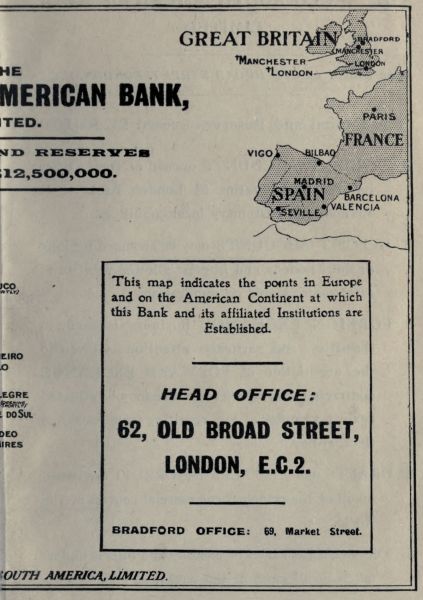 GREAT BRITAIN
BRADFORD
MANCHESTER
LONDON
†MANCHESTER
†LONDON
HE
MERICAN BANK,
ITED.
ND RESERVES
£12,500,000.
PARIS
FRANCE
VIGO
BILBAO
MADRID
SPAIN
BARCELONA
VALENCIA
SEVILLE
This map indicates the points in Europe
and on the American Continent at which
this Bank and its affiliated Institutions are
Established.
HEAD OFFICE:
62, OLD BROAD STREET,
LONDON, E.C.2.
BRADFORD OFFICE: 69, Market Street.
UCO
EIRO
LO
LEGRE
E DO SUL
DEO
AIRES
OUTH AMERICA, LIMITED.